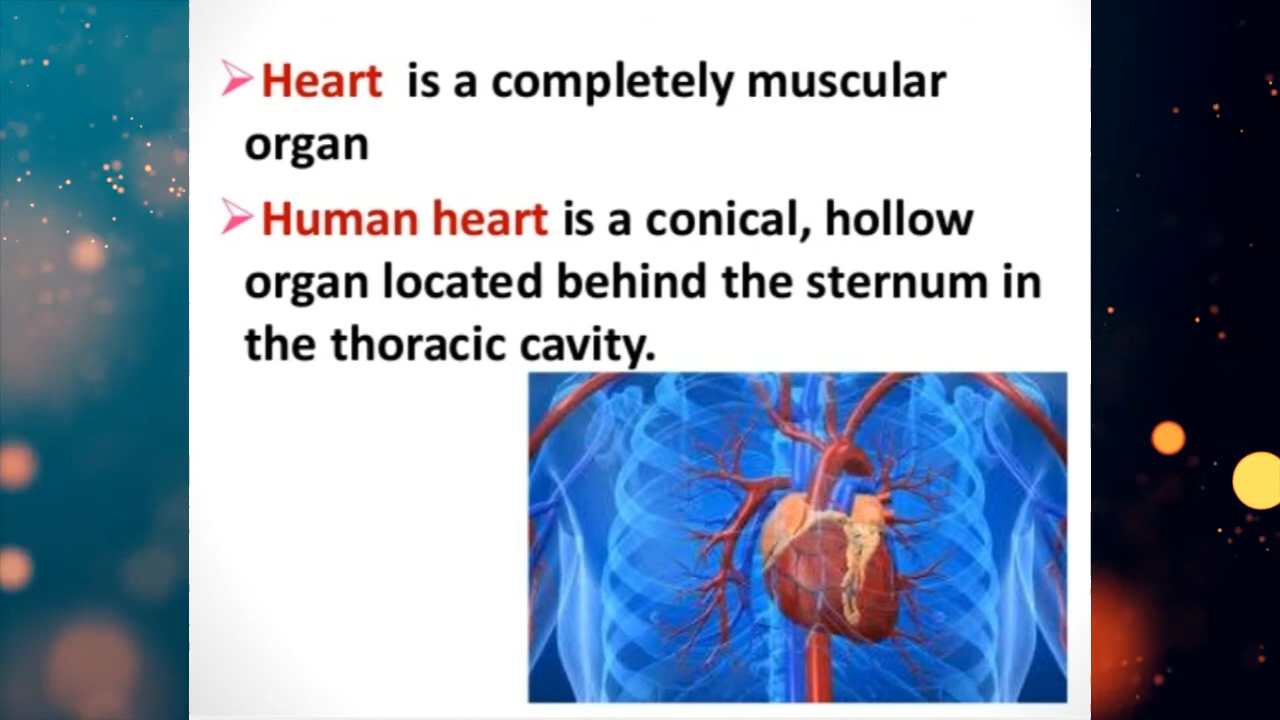 Heart is a completely muscular
organ
Human heart is a conical, hollow
organ located behind the sternum in
the thoracic cavity.